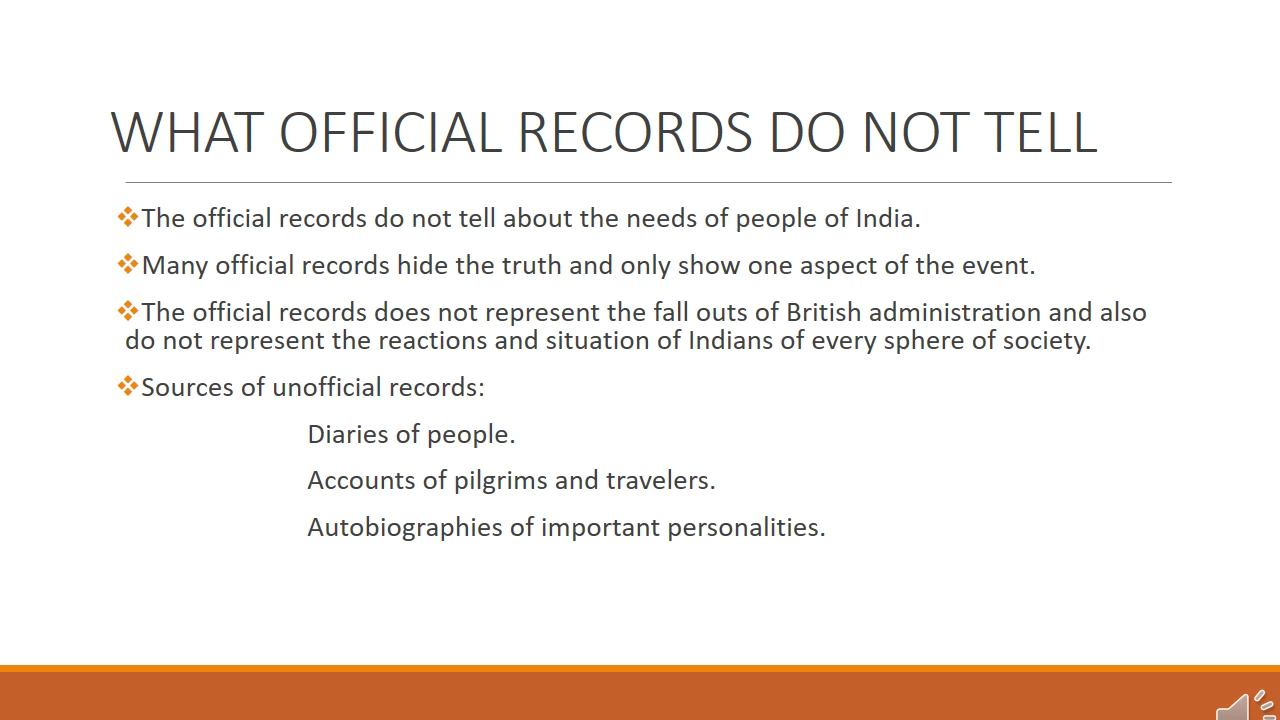 WHAT OFFICIAL RECORDS DO NOT TELL
The official records do not tell about the needs of people of India.
Many official records hide the truth and only show one aspect of the event.
The official records does not represent the fall outs of British administration and also
do not represent the reactions and situation of Indians of every sphere of society.
Sources of unofficial records:
Diaries of people.
Accounts of pilgrims and travelers.
Autobiographies of important personalities.